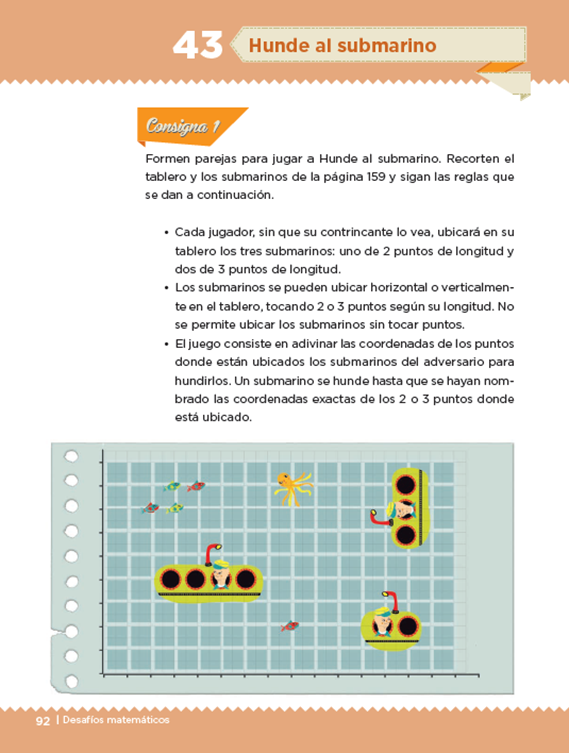 43 Hunde al submarino
Consigna 1
Formen parejas para jugar a Hunde al submarino. Recorten el
tablero y los submarinos de la página 159 y sigan las reglas que
se dan a continuación.
• Cada jugador, sin que su contrincante lo vea, ubicará en su
tablero los tres submarinos: uno de 2 puntos de longitud y
dos de 3 puntos de longitud.
• Los submarinos se pueden ubicar horizontal o verticalmen-
te en el tablero, tocando 2 o 3 puntos según su longitud. No
se permite ubicar los submarinos sin tocar puntos.
• El juego consiste en adivinar las coordenadas de los puntos
donde están ubicados los submarinos del adversario para
hundirlos. Un submarino se hunde hasta que se hayan nom-
brado las coordenadas exactas de los 2 o 3 puntos donde
está ubicado.
92 | Desafíos matemáticos